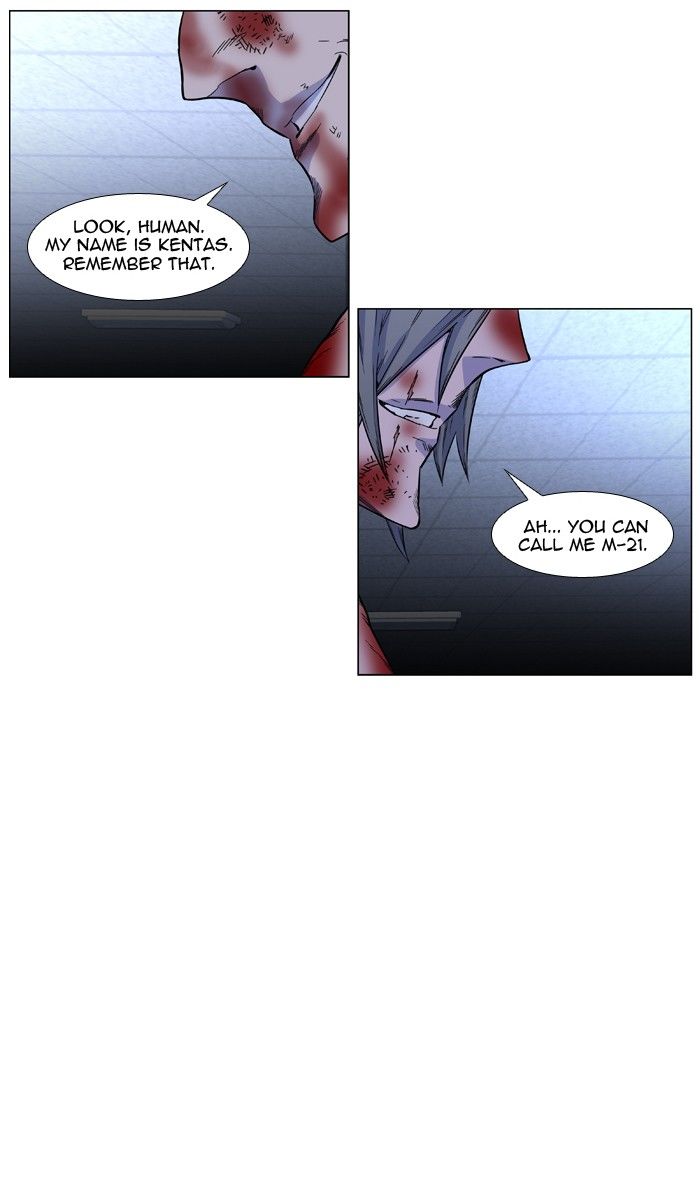 LOOK, HUMAN.
MY NAME IS KENTAS.
REMEMBER THAT.
AH... YOU CAN
CALL ME M-21.